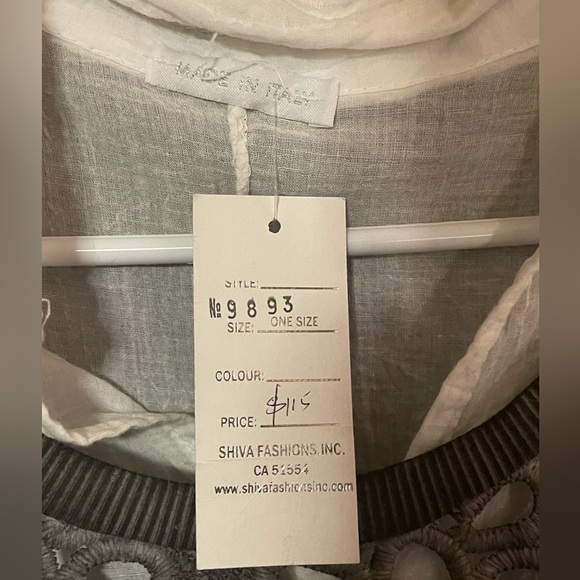 MADE IN ITALY
STYLE:
№ 9893
SIZE: ONE SIZE
COLOUR:
PRICE: $115
SHIVA FASHIONS, INC.
CA 51554
www.shivafashionsinc.com